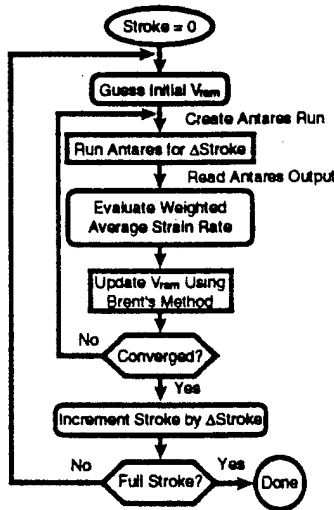 Stroke = 0
Guess Initial Vram
Create Antares Run
Run Antares for ΔStroke
Read Antares Output
Evaluate Weighted
Average Strain Rate
Update Vram Using
Brent's Method
No
Converged?
Yes
Increment Stroke by ΔStroke
No
Full Stroke?
Yes
Done